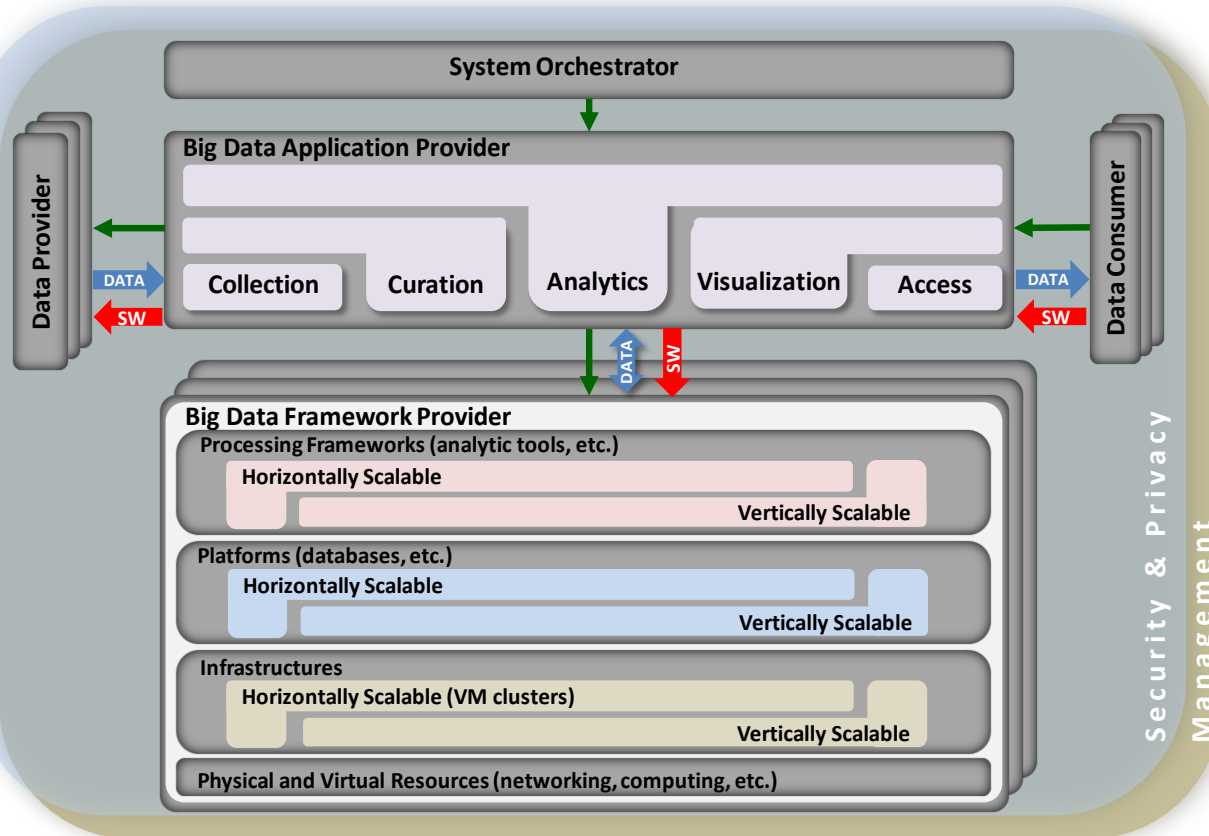 System Orchestrator
Big Data Application Provider
Data Provider
DATA
SW
Collection
Curation
Analytics
Visualization
Access
DATA
SW
Data Consumer
DATA
SW
Big Data Framework Provider
Processing Frameworks (analytic tools, etc.)
Horizontally Scalable
Vertically Scalable
Platforms (databases, etc.)
Horizontally Scalable
Vertically Scalable
Infrastructures
Horizontally Scalable (VM clusters)
Vertically Scalable
Physical and Virtual Resources (networking, computing, etc.)
Security & Privacy
Management